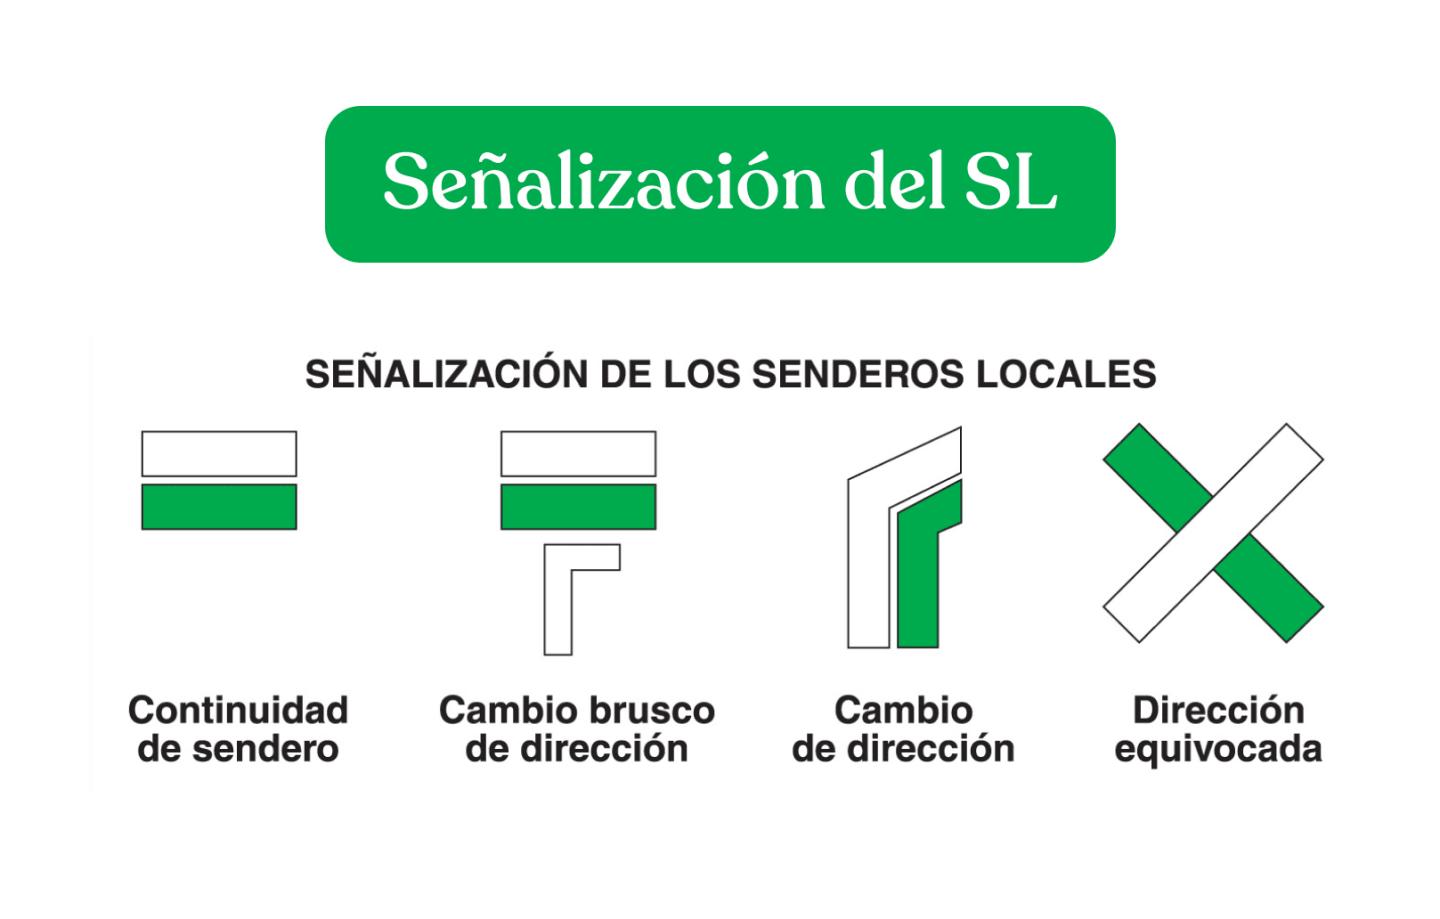 Señalización del SL
SEÑALIZACIÓN DE LOS SENDEROS LOCALES
Continuidad
de sendero
Cambio brusco
de dirección
Cambio
de dirección
Dirección
equivocada